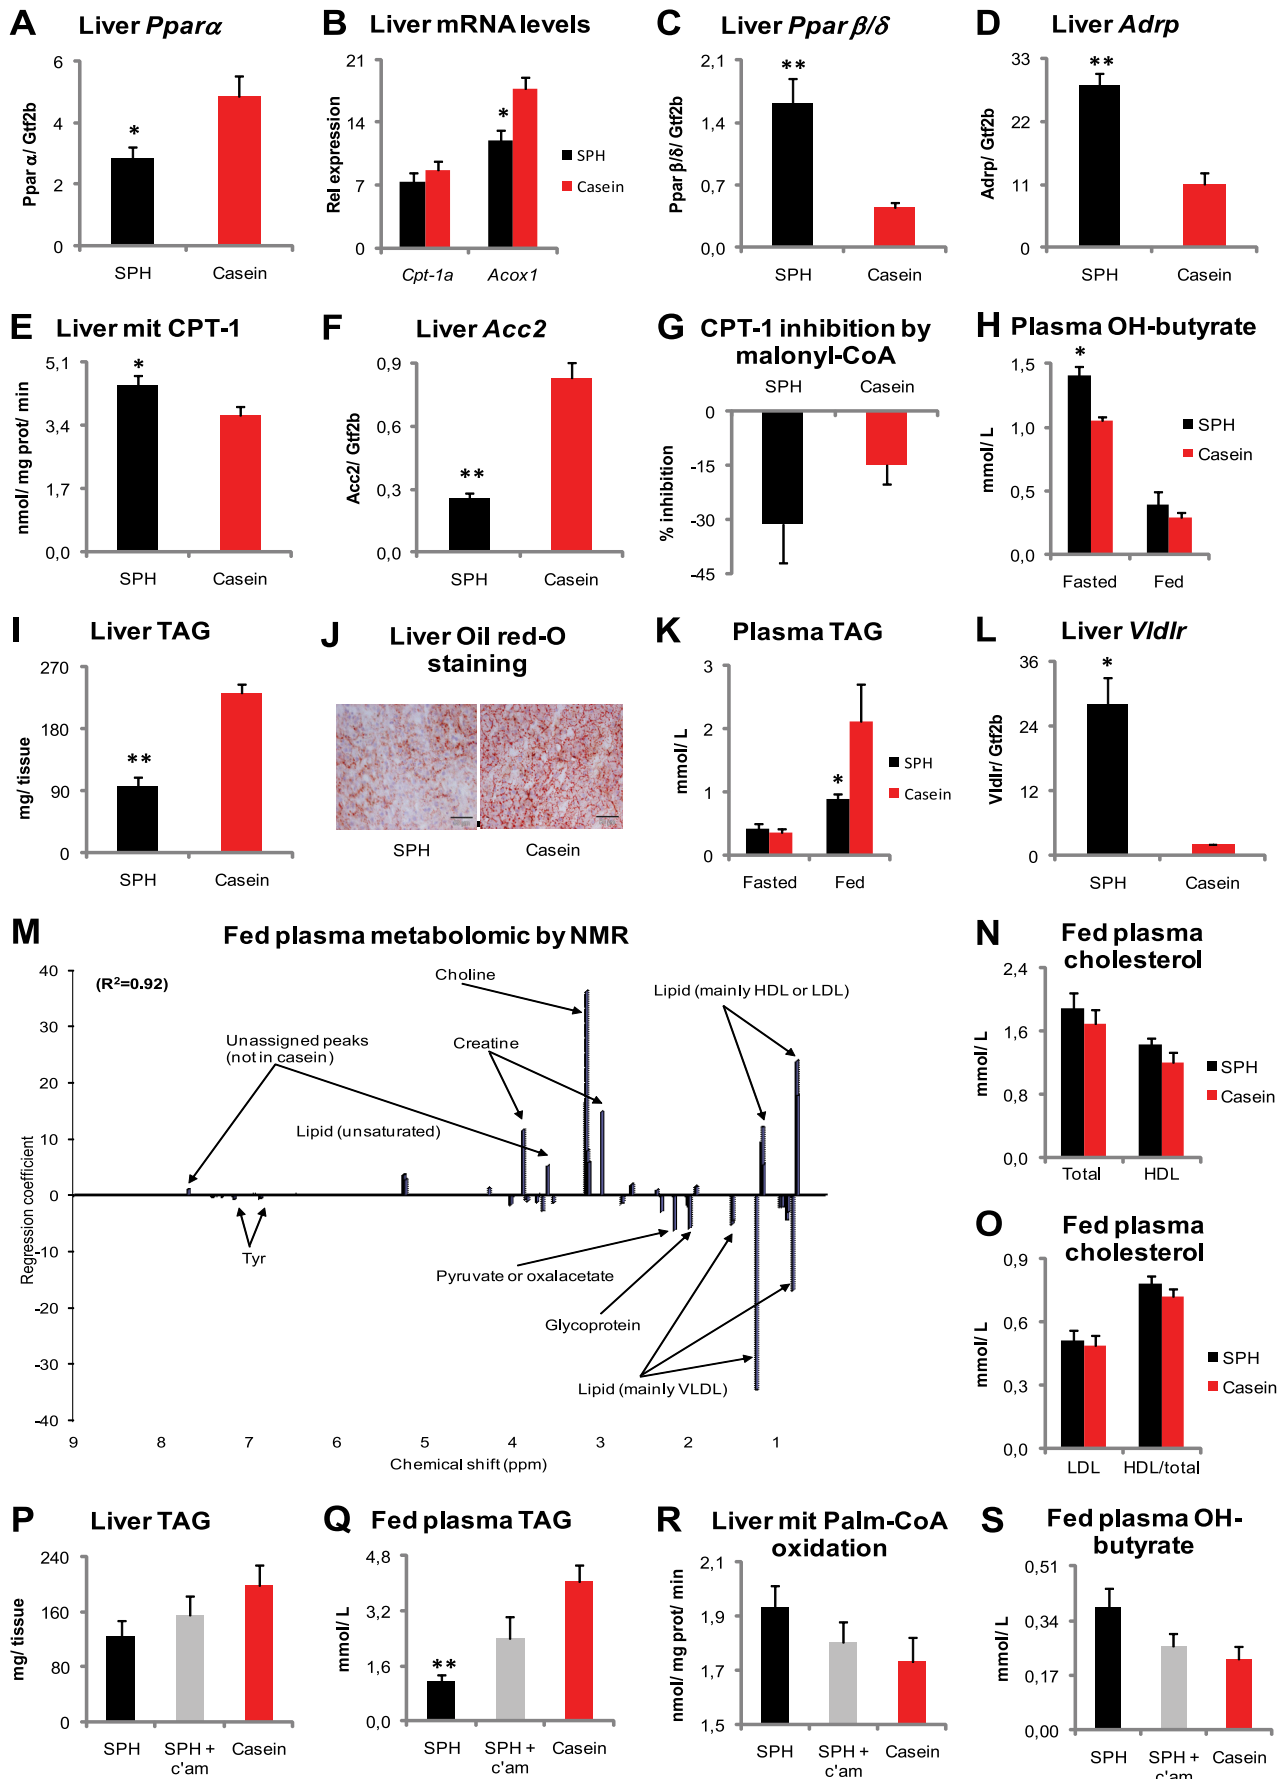 A Liver Pparα
Ppar α/ Gtf2b
6
4
2
0
*
SPH Casein
B Liver mRNA levels
Rel expression
21
14
7
0
*
SPH
Casein
Cpt-1a Acox1
C Liver Ppar β/δ
Ppar β/δ/ Gtf2b
2,1
1,4
0,7
0,0
**
SPH Casein
D Liver Adrp
Adrp/ Gtf2b
33
22
11
0
**
SPH Casein
E Liver mit CPT-1
nmol/ mg prot/ min
5,1
3,4
1,7
0,0
*
SPH Casein
F Liver Acc2
Acc2/ Gtf2b
0.9
0.6
0.3
0.0
**
SPH Casein
G CPT-1 inhibition by
malonyl-CoA
SPH Casein
% inhibition
0
-15
-30
-45
H Plasma OH-butyrate
mmol/ L
1,5
1,0
0,5
0,0
*
SPH
Casein
Fasted Fed
I Liver TAG
mg/ tissue
270
180
90
0
**
SPH Casein
J Liver Oil red-O
staining
SPH Casein
K Plasma TAG
mmol/ L
3
2
1
0
*
SPH
Casein
Fasted Fed
L Liver Vldlr
Vldlr/ Gtf2b
36
24
12
0
*
SPH Casein
M Fed plasma metabolomic by NMR
(R²=0.92)
Regression coefficient
40
30
20
10
0
-10
-20
-30
-40
Choline
Lipid (mainly HDL or LDL)
Unassigned peaks
(not in casein)
Creatine
Lipid (unsaturated)
Tyr
Pyruvate or oxalacetate
Glycoprotein
Lipid (mainly VLDL)
9 8 7 6 5 4 3 2 1
Chemical shift (ppm)
N Fed plasma
cholesterol
mmol/ L
2,4
1,6
0,8
0,0
SPH
Casein
Total HDL
O Fed plasma
cholesterol
mmol/ L
0,9
0,6
0,3
0,0
SPH
Casein
LDL HDL/total
P Liver TAG
mg/ tissue
240
160
80
0
SPH SPH + Casein
c'am
Q Fed plasma TAG
mmol/ L
4,8
3,2
1,6
0,0
**
SPH SPH + Casein
c'am
R Liver mit Palm-CoA
oxidation
nmol/ mg prot/ min
2,1
1,9
1,7
1,5
SPH SPH + Casein
c'am
S Fed plasma OH-
butyrate
mmol/ L
0,51
0,34
0,17
0,00
SPH SPH + Casein
c'am